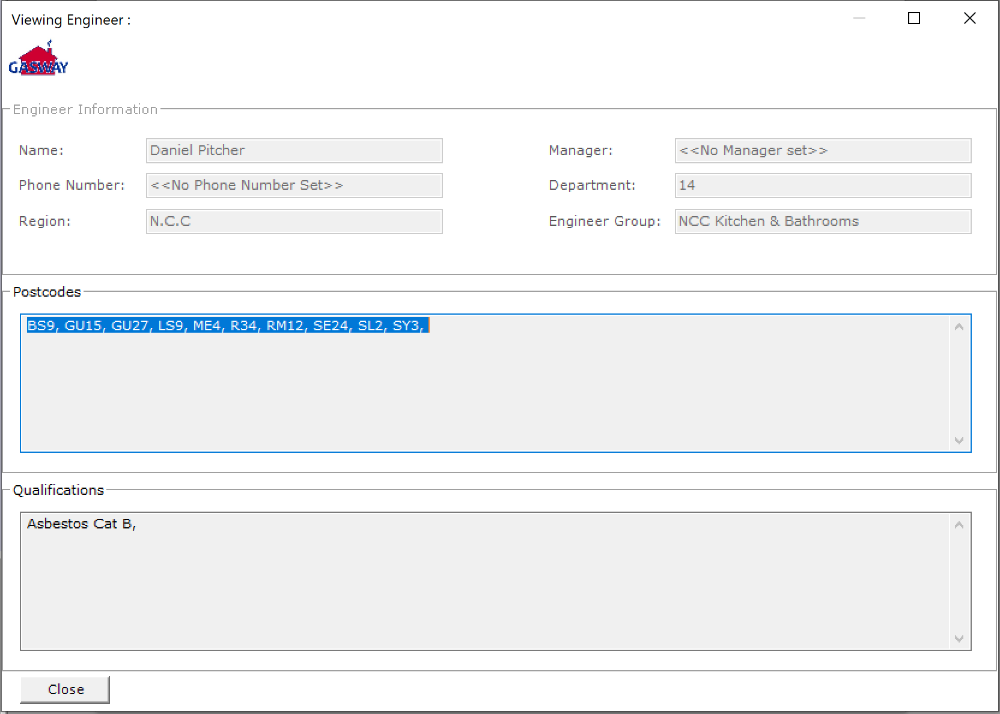 Viewing Engineer :
GASWAY
Engineer Information
Name: Daniel Pitcher Manager: <<No Manager set>>
Phone Number: <<No Phone Number Set>> Department: 14
Region: N.C.C Engineer Group: NCC Kitchen & Bathrooms
Postcodes
BS9, GU15, GU27, LS9, ME4, R34, RM12, SE24, SL2, SY3,
Qualifications
Asbestos Cat B,
Close